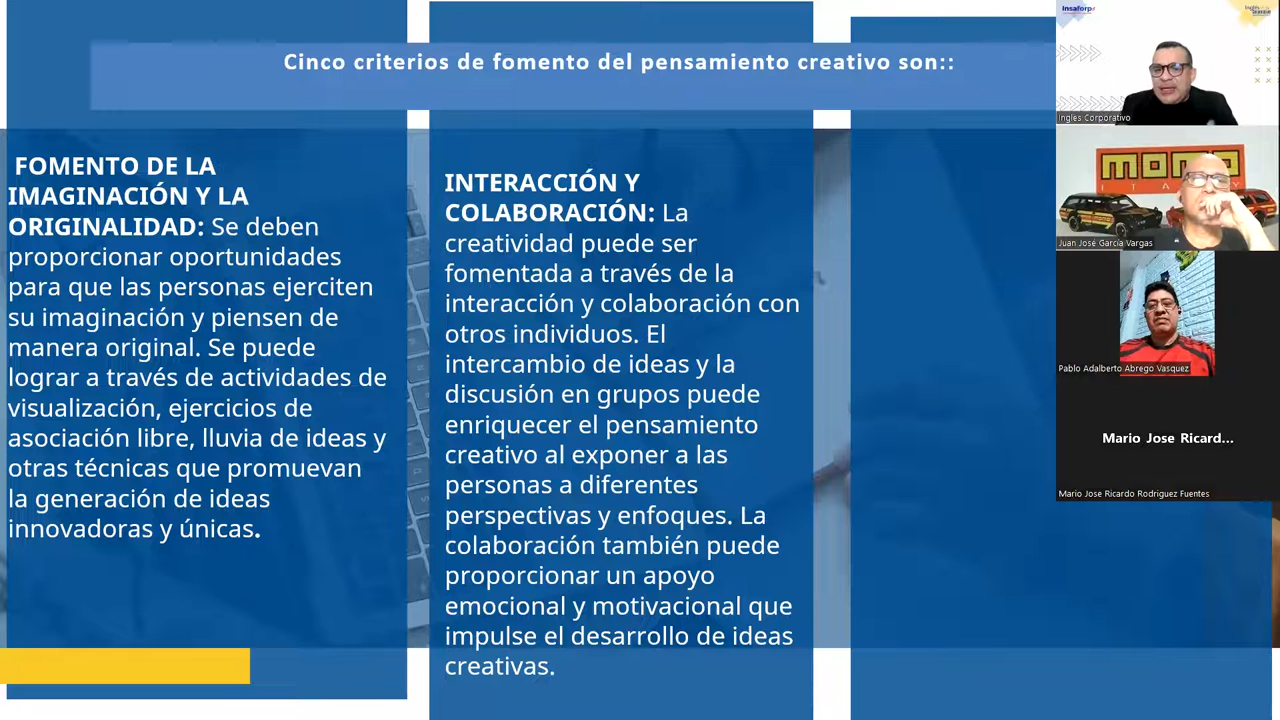 Cinco criterios de fomento del pensamiento creativo son::
FOMENTO DE LA
IMAGINACIÓN Y LA
ORIGINALIDAD: Se deben
proporcionar oportunidades
para que las personas ejerciten
su imaginación y piensen de
manera original. Se puede
lograr a través de actividades de
visualización, ejercicios de
asociación libre, lluvia de ideas y
otras técnicas que promuevan
la generación de ideas
innovadoras y únicas.
INTERACCIÓN Y
COLABORACIÓN: La
creatividad puede ser
fomentada a través de la
interacción y colaboración con
otros individuos. El
intercambio de ideas y la
discusión en grupos puede
enriquecer el pensamiento
creativo al exponer a las
personas a diferentes
perspectivas y enfoques. La
colaboración también puede
proporcionar un apoyo
emocional y motivacional que
impulse el desarrollo de ideas
creativas.
insaforp
Ingles Corporativo
momo
ITALY
Juan José García Vargas
Pablo Adalberto Abrego Vasquez
Mario Jose Ricard...
Mario Jose Ricardo Rodriguez Fuentes